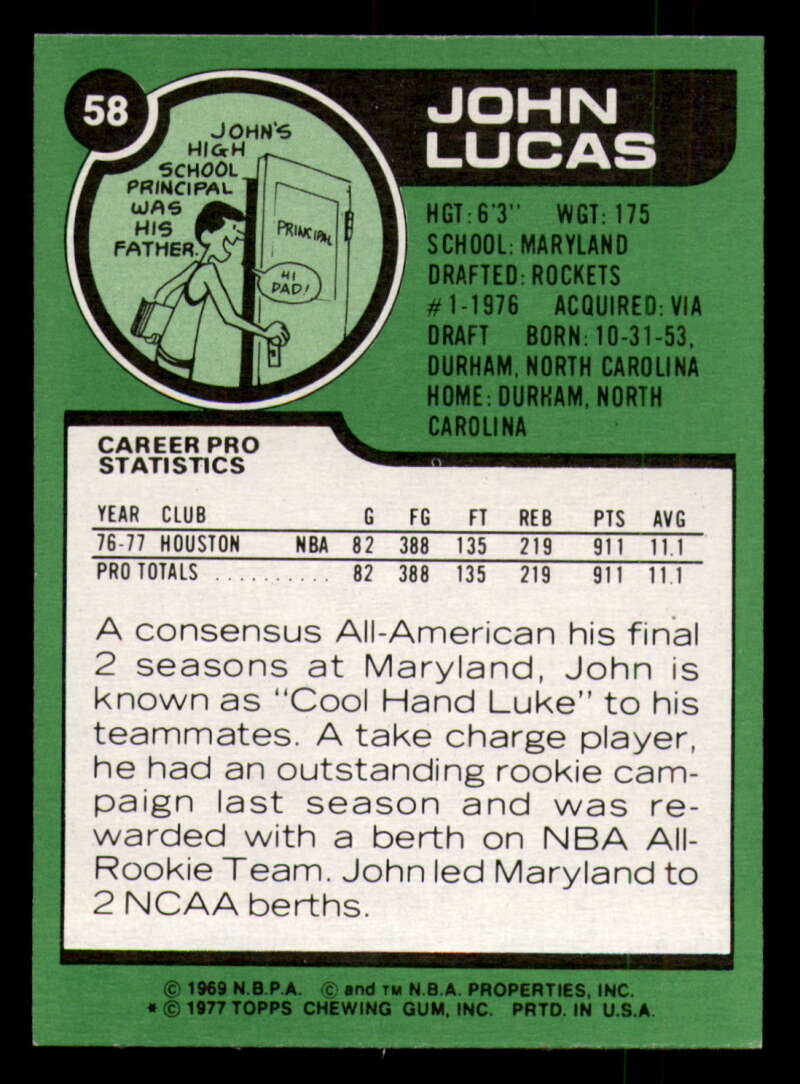 58
JOHN
LUCAS
JOHN'S
HIGH
SCHOOL
PRINCIPAL
WAS
HIS
FATHER.
PRINCIPAL
HI
DAD!
HGT: 6'3" WGT: 175
SCHOOL: MARYLAND
DRAFTED: ROCKETS
#1-1976 ACQUIRED: VIA
DRAFT BORN: 10-31-53,
DURHAM, NORTH CAROLINA
HOME: DURHAM, NORTH
CAROLINA
CAREER PRO
STATISTICS
YEAR CLUB G FG FT REB PTS AVG
76-77 HOUSTON NBA 82 388 135 219 911 11.1
PRO TOTALS .......... 82 388 135 219 911 11.1
A consensus All-American his final
2 seasons at Maryland, John is
known as "Cool Hand Luke" to his
teammates. A take charge player,
he had an outstanding rookie cam-
paign last season and was re-
warded with a berth on NBA All-
Rookie Team. John led Maryland to
2 NCAA berths.
© 1969 N.B.P.A. © and TM N.B.A. PROPERTIES, INC.
* © 1977 TOPPS CHEWING GUM, INC. PRTD. IN U.S.A.